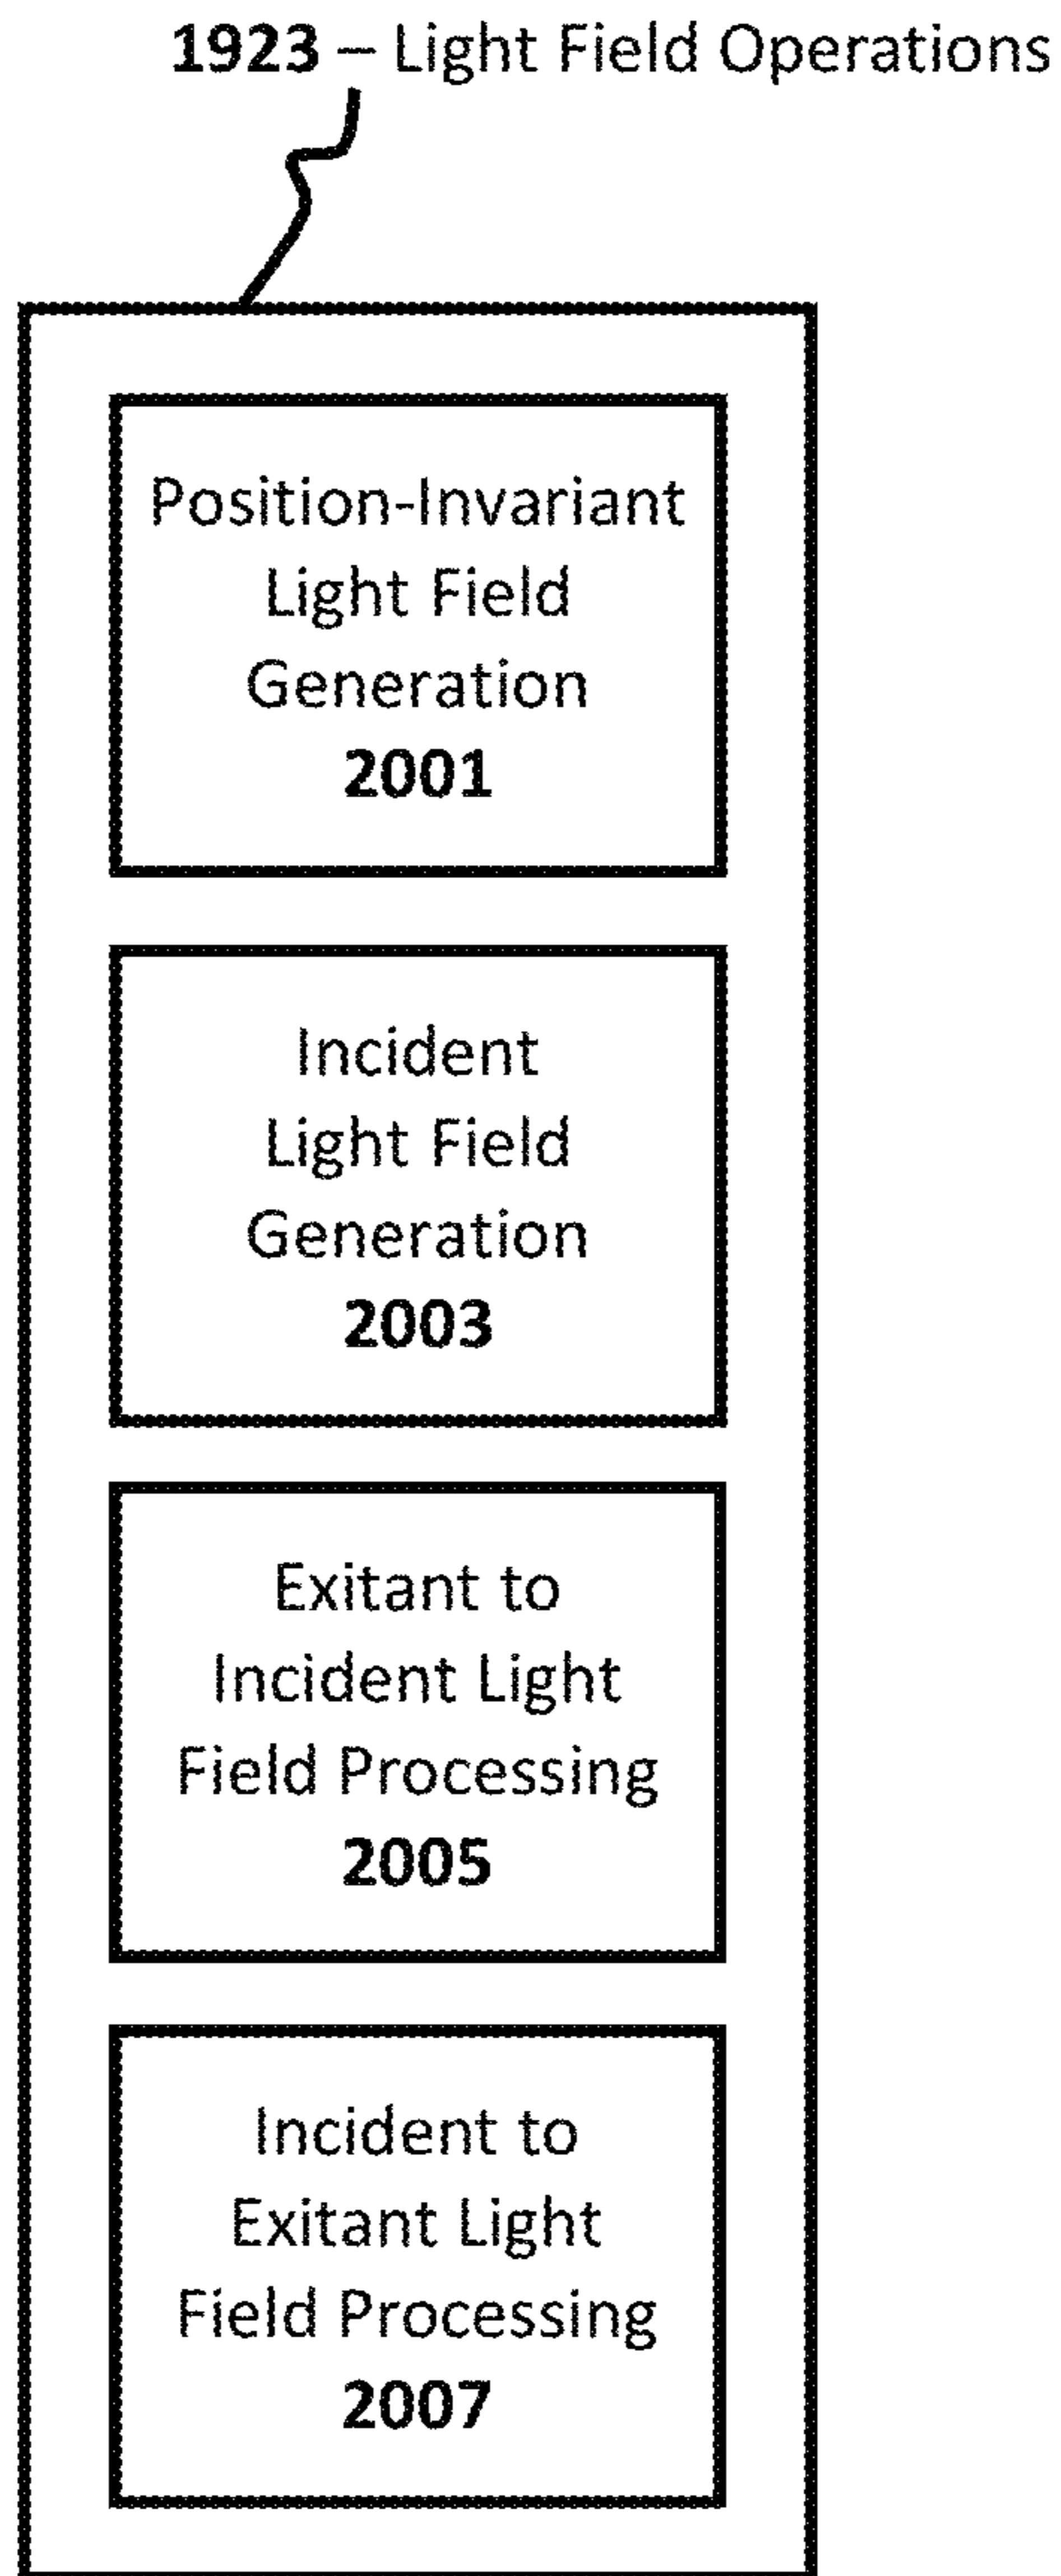 1923 – Light Field Operations
Position-Invariant
Light Field
Generation
2001
Incident
Light Field
Generation
2003
Exitant to
Incident Light
Field Processing
2005
Incident to
Exitant Light
Field Processing
2007